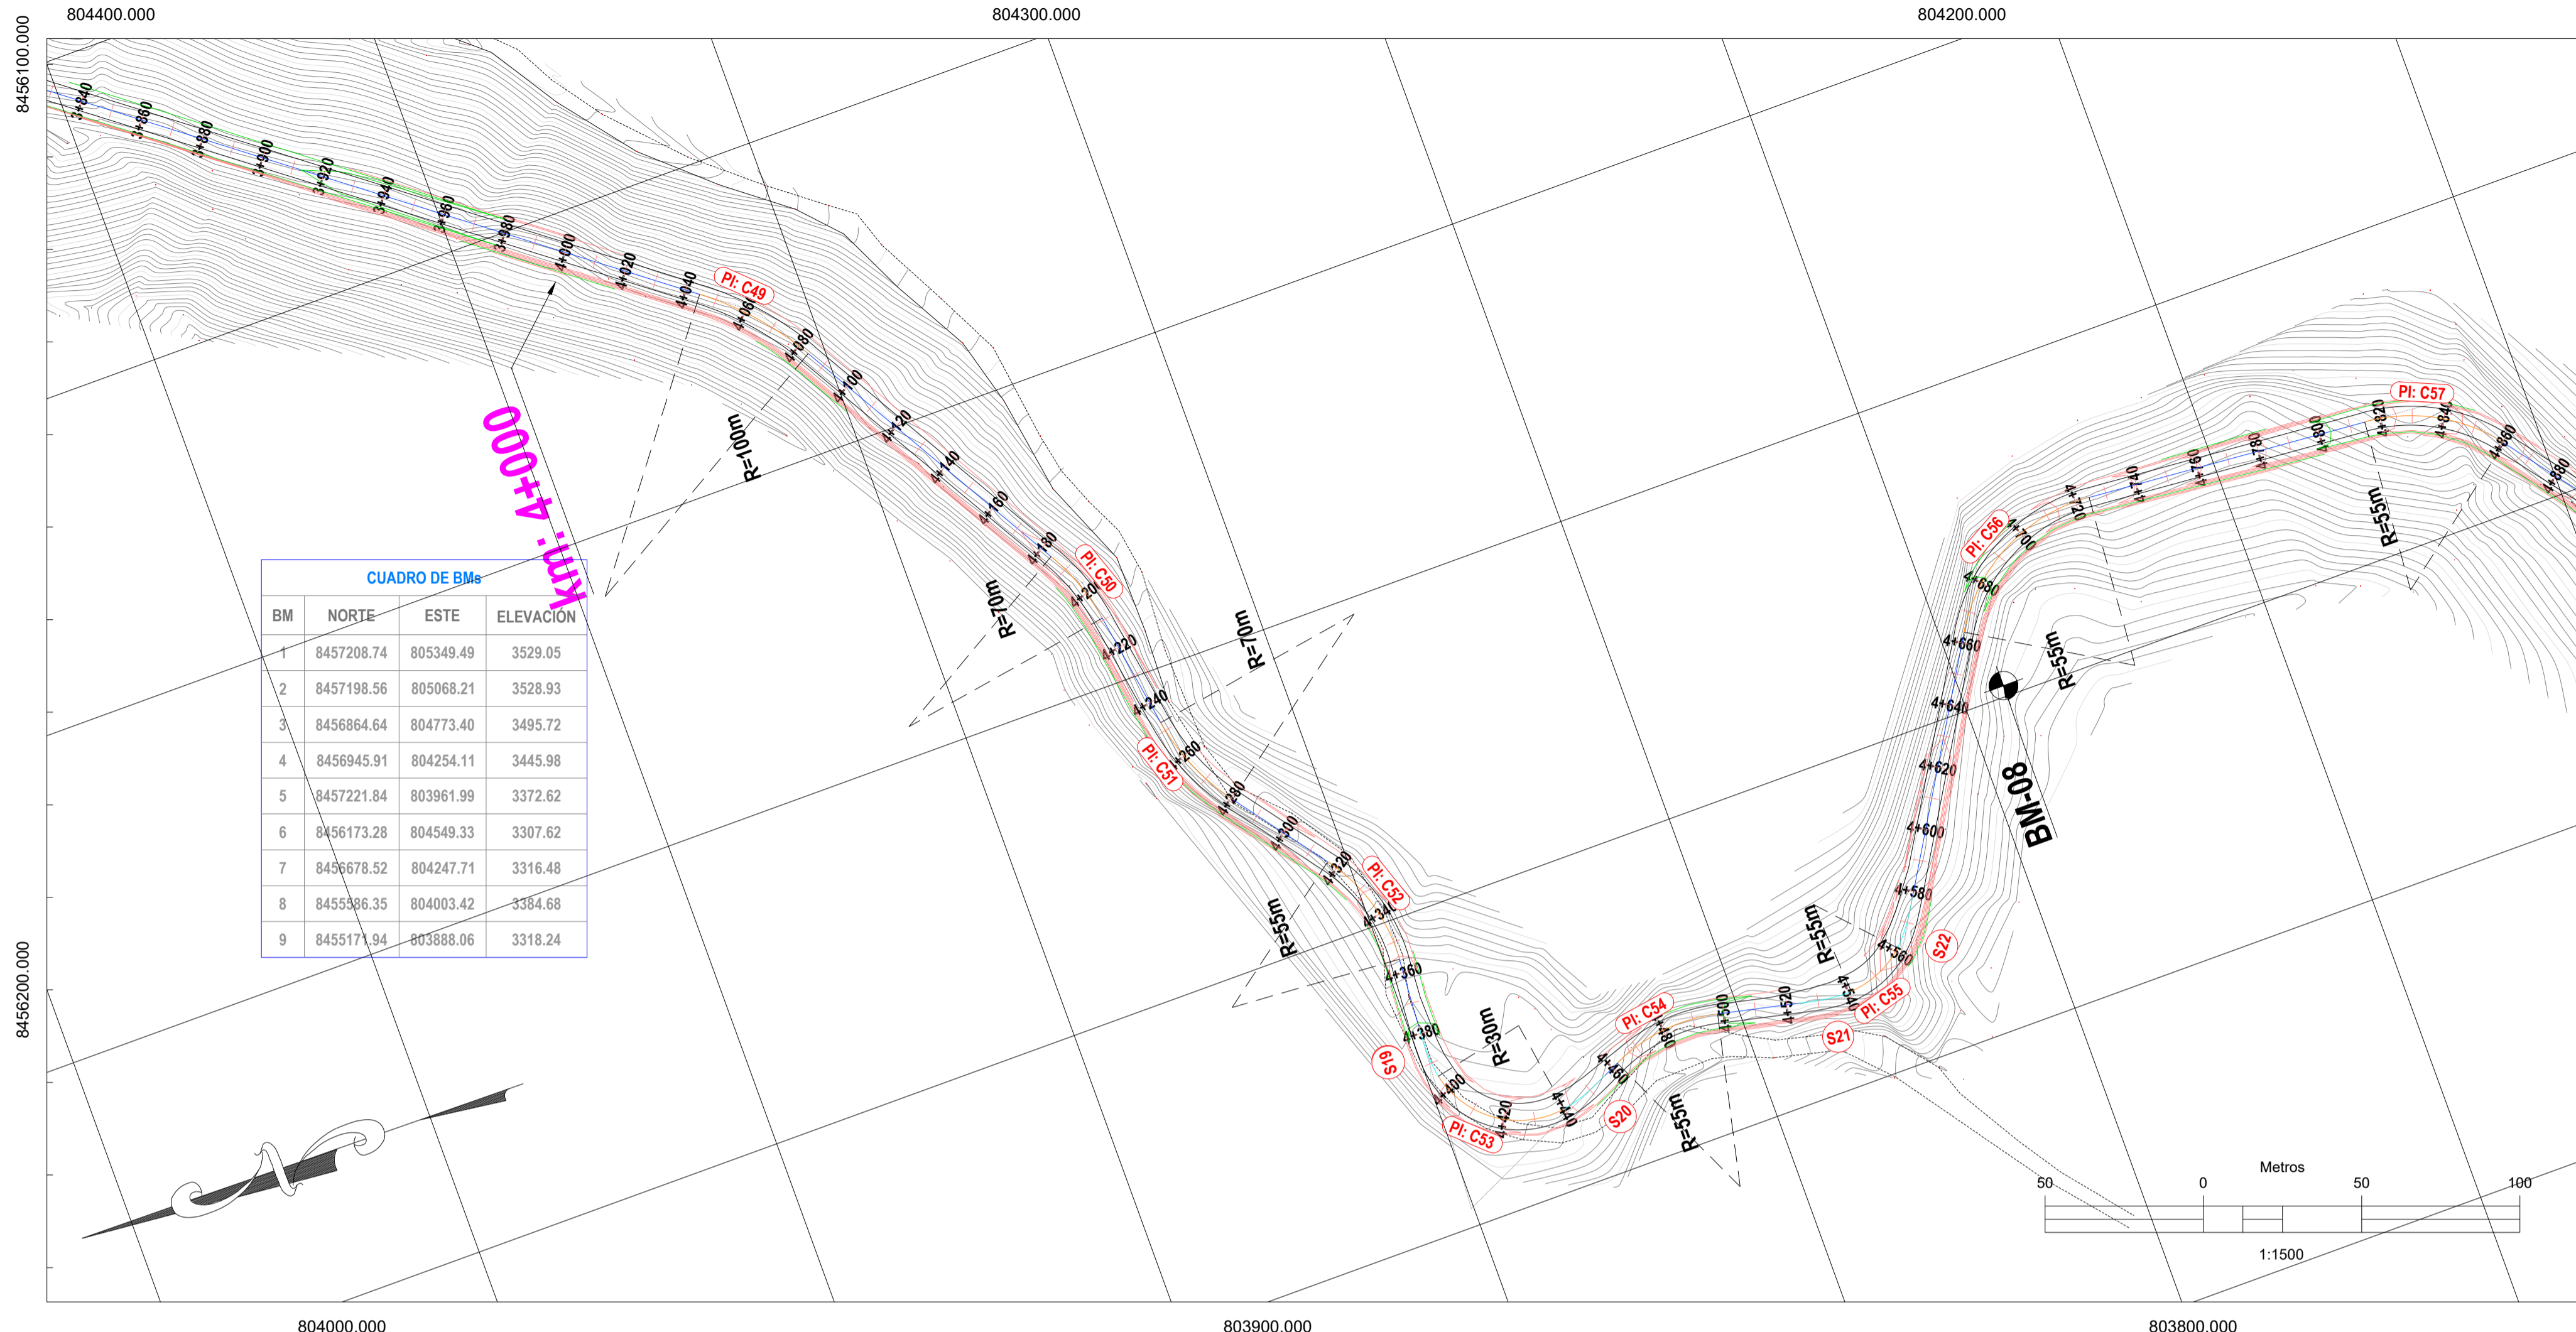 804400.000
804300.000
804200.000
8456100.000
8456200.000
3+840
3+860
3+880
3+900
3+920
3+940
3+960
3+980
4+000
4+020
4+040
PI: C49
4+060
4+080
4+100
4+120
4+140
4+160
4+180
R=100m
km: 4+000
PI: C50
4+200
4+220
4+240
R=70m
R=70m
PI: C51
4+260
4+280
4+300
4+320
PI: C52
4+340
R=55m
4+360
4+380
S19
4+400
R=30m
4+420
PI: C53
4+440
S20
4+460
PI: C54
4+480
R=55m
4+500
4+520
S21
4+540
PI: C55
R=55m
4+560
S22
4+580
4+600
4+620
4+640
4+660
BM-08
R=55m
4+680
PI: C56
4+700
4+720
4+740
4+760
4+780
4+800
4+820
PI: C57
4+840
4+860
4+880
R=55m
CUADRO DE BMs
BM NORTE ESTE ELEVACIÓN
1 8457208.74 805349.49 3529.05
2 8457198.56 805068.21 3528.93
3 8456864.64 804773.40 3495.72
4 8456945.91 804254.11 3445.98
5 8457221.84 803961.99 3372.62
6 8456173.28 804549.33 3307.62
7 8456678.52 804247.71 3316.48
8 8455586.35 804003.42 3384.68
9 8455171.94 803888.06 3318.24
N
Metros
50 0 50 100
1:1500
804000.000
803900.000
803800.000